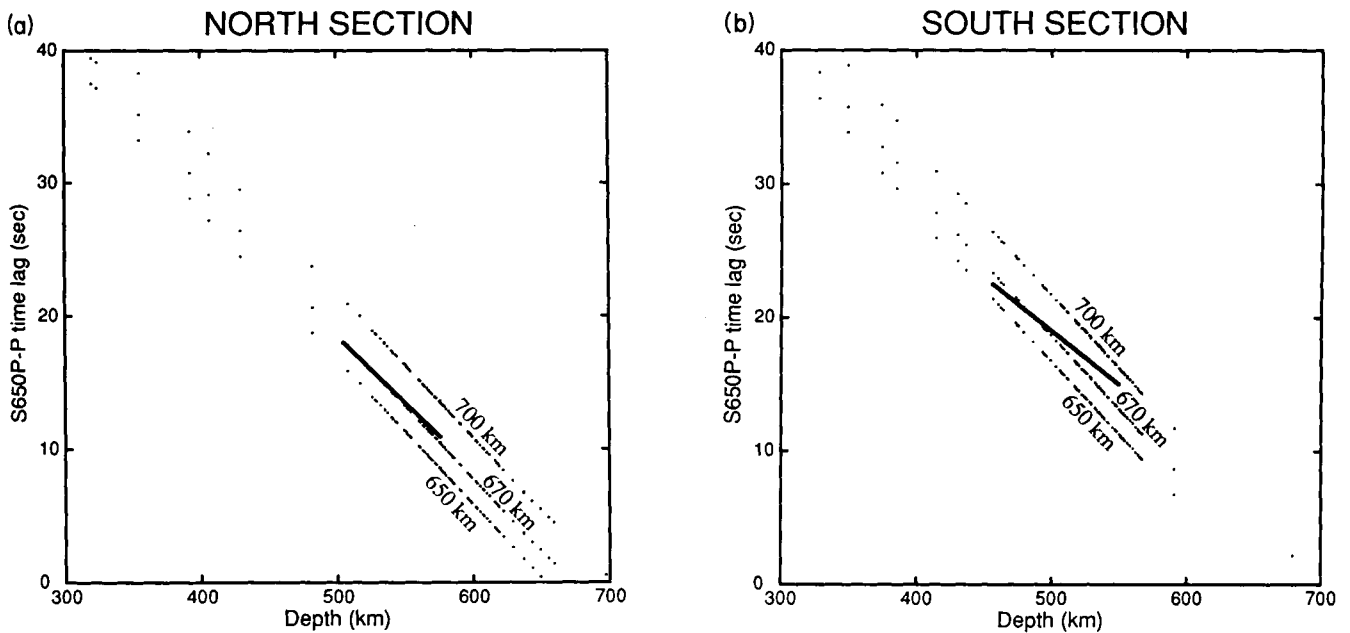 (a) NORTH SECTION
40
30
20
10
0
300 400 500 600 700
S650P-P time lag (sec)
Depth (km)
700 km
670 km
650 km
(b) SOUTH SECTION
40
30
20
10
0
300 400 500 600 700
S650P-P time lag (sec)
Depth (km)
700 km
670 km
650 km